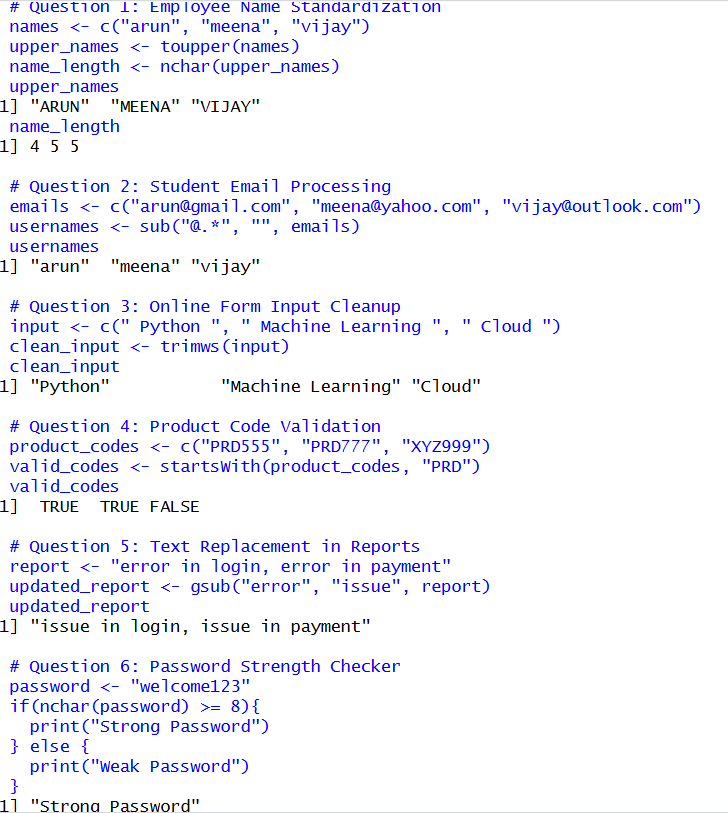 # Question 1: Employee Name Standardization
names <- c("arun", "meena", "vijay")
upper_names <- toupper(names)
name_length <- nchar(upper_names)
upper_names
1] "ARUN"  "MEENA" "VIJAY"
name_length
1] 4 5 5
# Question 2: Student Email Processing
emails <- c("arun@gmail.com", "meena@yahoo.com", "vijay@outlook.com")
usernames <- sub("@.*", "", emails)
usernames
1] "arun"  "meena" "vijay"
# Question 3: Online Form Input Cleanup
input <- c(" Python ", " Machine Learning ", " Cloud ")
clean_input <- trimws(input)
clean_input
1] "Python"           "Machine Learning" "Cloud"
# Question 4: Product Code Validation
product_codes <- c("PRD555", "PRD777", "XYZ999")
valid_codes <- startsWith(product_codes, "PRD")
valid_codes
1]  TRUE  TRUE FALSE
# Question 5: Text Replacement in Reports
report <- "error in login, error in payment"
updated_report <- gsub("error", "issue", report)
updated_report
1] "issue in login, issue in payment"
# Question 6: Password Strength Checker
password <- "welcome123"
if(nchar(password) >= 8){
  print("Strong Password")
} else {
  print("Weak Password")
}
1] "Strong Password"